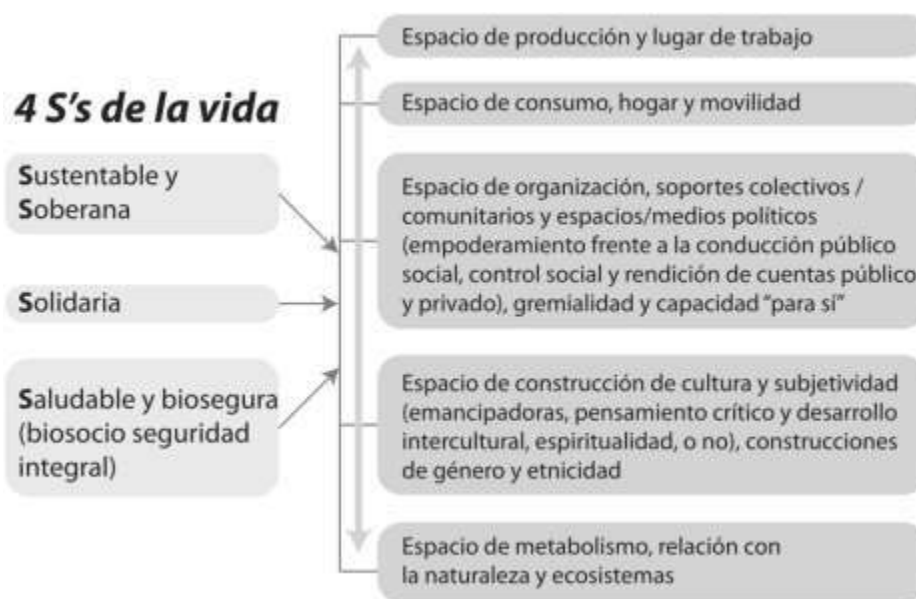 4 S's de la vida
Sustentable y
Soberana
Solidaria
Saludable y biosegura
(biosocio seguridad
integral)
Espacio de producción y lugar de trabajo
Espacio de consumo, hogar y movilidad
Espacio de organización, soportes colectivos /
comunitarios y espacios/medios políticos
(empoderamiento frente a la conducción público
social, control social y rendición de cuentas público
y privado), gremialidad y capacidad "para sí"
Espacio de construcción de cultura y subjetividad
(emancipadoras, pensamiento crítico y desarrollo
intercultural, espiritualidad, o no), construcciones
de género y etnicidad
Espacio de metabolismo, relación con
la naturaleza y ecosistemas